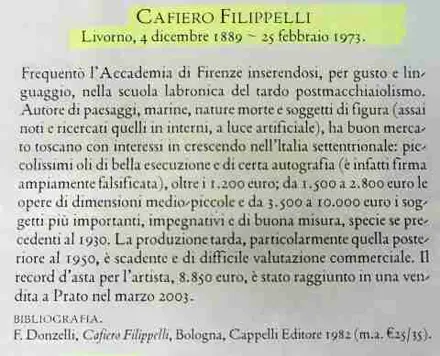 CAFIERO FILIPPELLI
Livorno, 4 dicembre 1889 ~ 25 febbraio 1973.
Frequentò l'Accademia di Firenze inserendosi, per gusto e lin-
guaggio, nella scuola labronica del tardo postmacchiaiolismo.
Autore di paesaggi, marine, nature morte e soggetti di figura (assai
noti e ricercati quelli in interni, a luce artificiale), ha buon merca-
to toscano con interessi in crescendo nell'Italia settentrionale: pic-
colissimi oli di bella esecuzione e di certa autografia (è infatti firma
ampiamente falsificata), oltre i 1.200 euro; da 1.500 a 2.800 euro le
opere di dimensioni medio-piccole e da 3.500 a 10.000 euro i sog-
getti più importanti, impegnativi e di buona misura, specie se pre-
cedenti al 1930. La produzione tarda, particolarmente quella poste-
riore al 1950, è scadente e di difficile valutazione commerciale. Il
record d'asta per l'artista, 8.850 euro, è stato raggiunto in una ven-
dita a Prato nel marzo 2003.
BIBLIOGRAFIA.
F. Donzelli, Cafiero Filippelli, Bologna, Cappelli Editore 1982 (m.a. €25/35).